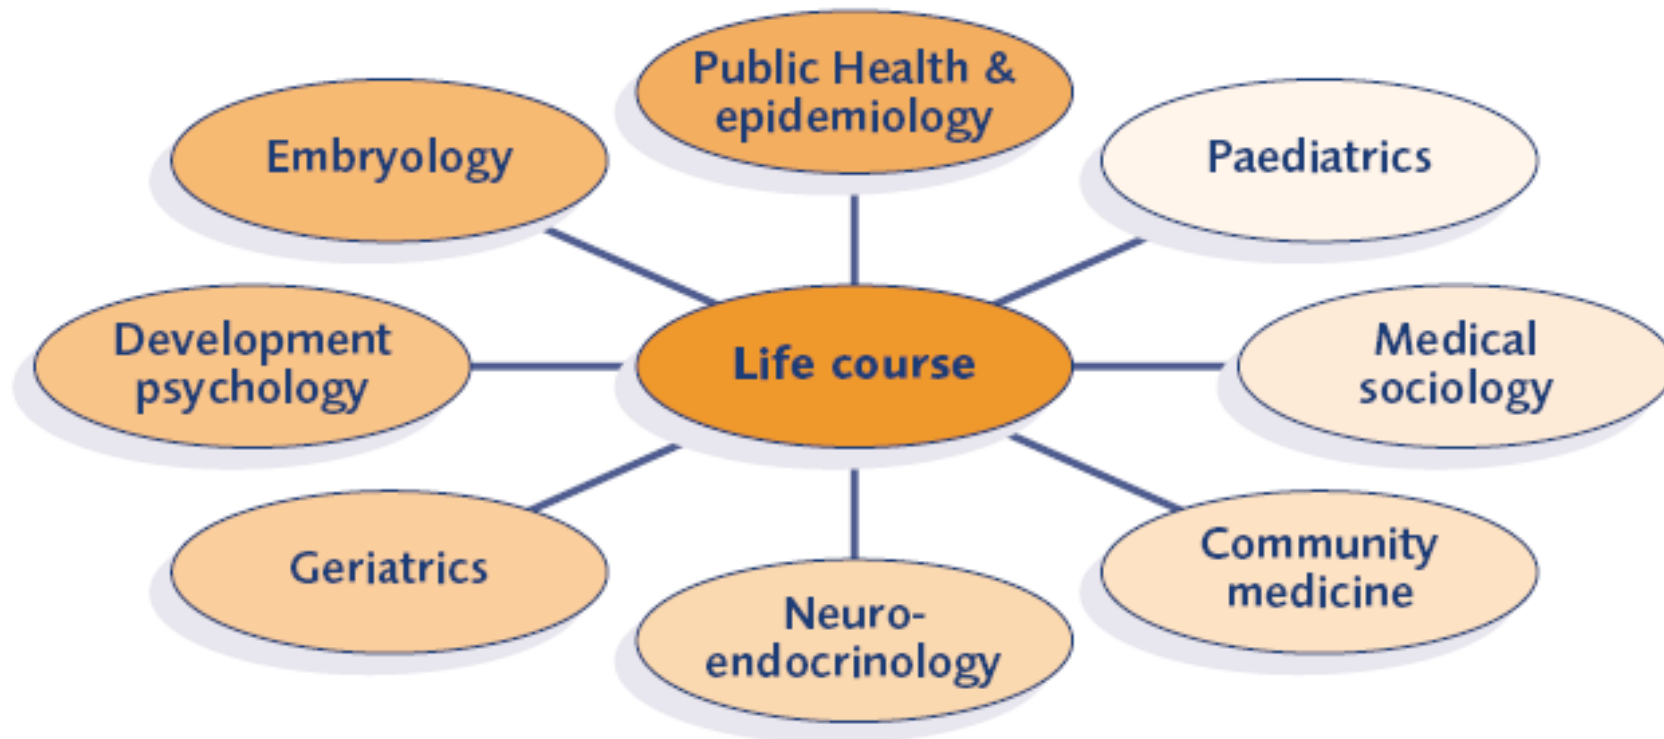 Public Health &
epidemiology
Embryology
Paediatrics
Development
psychology
Life course
Medical
sociology
Geriatrics
Community
medicine
Neuro-
endocrinology